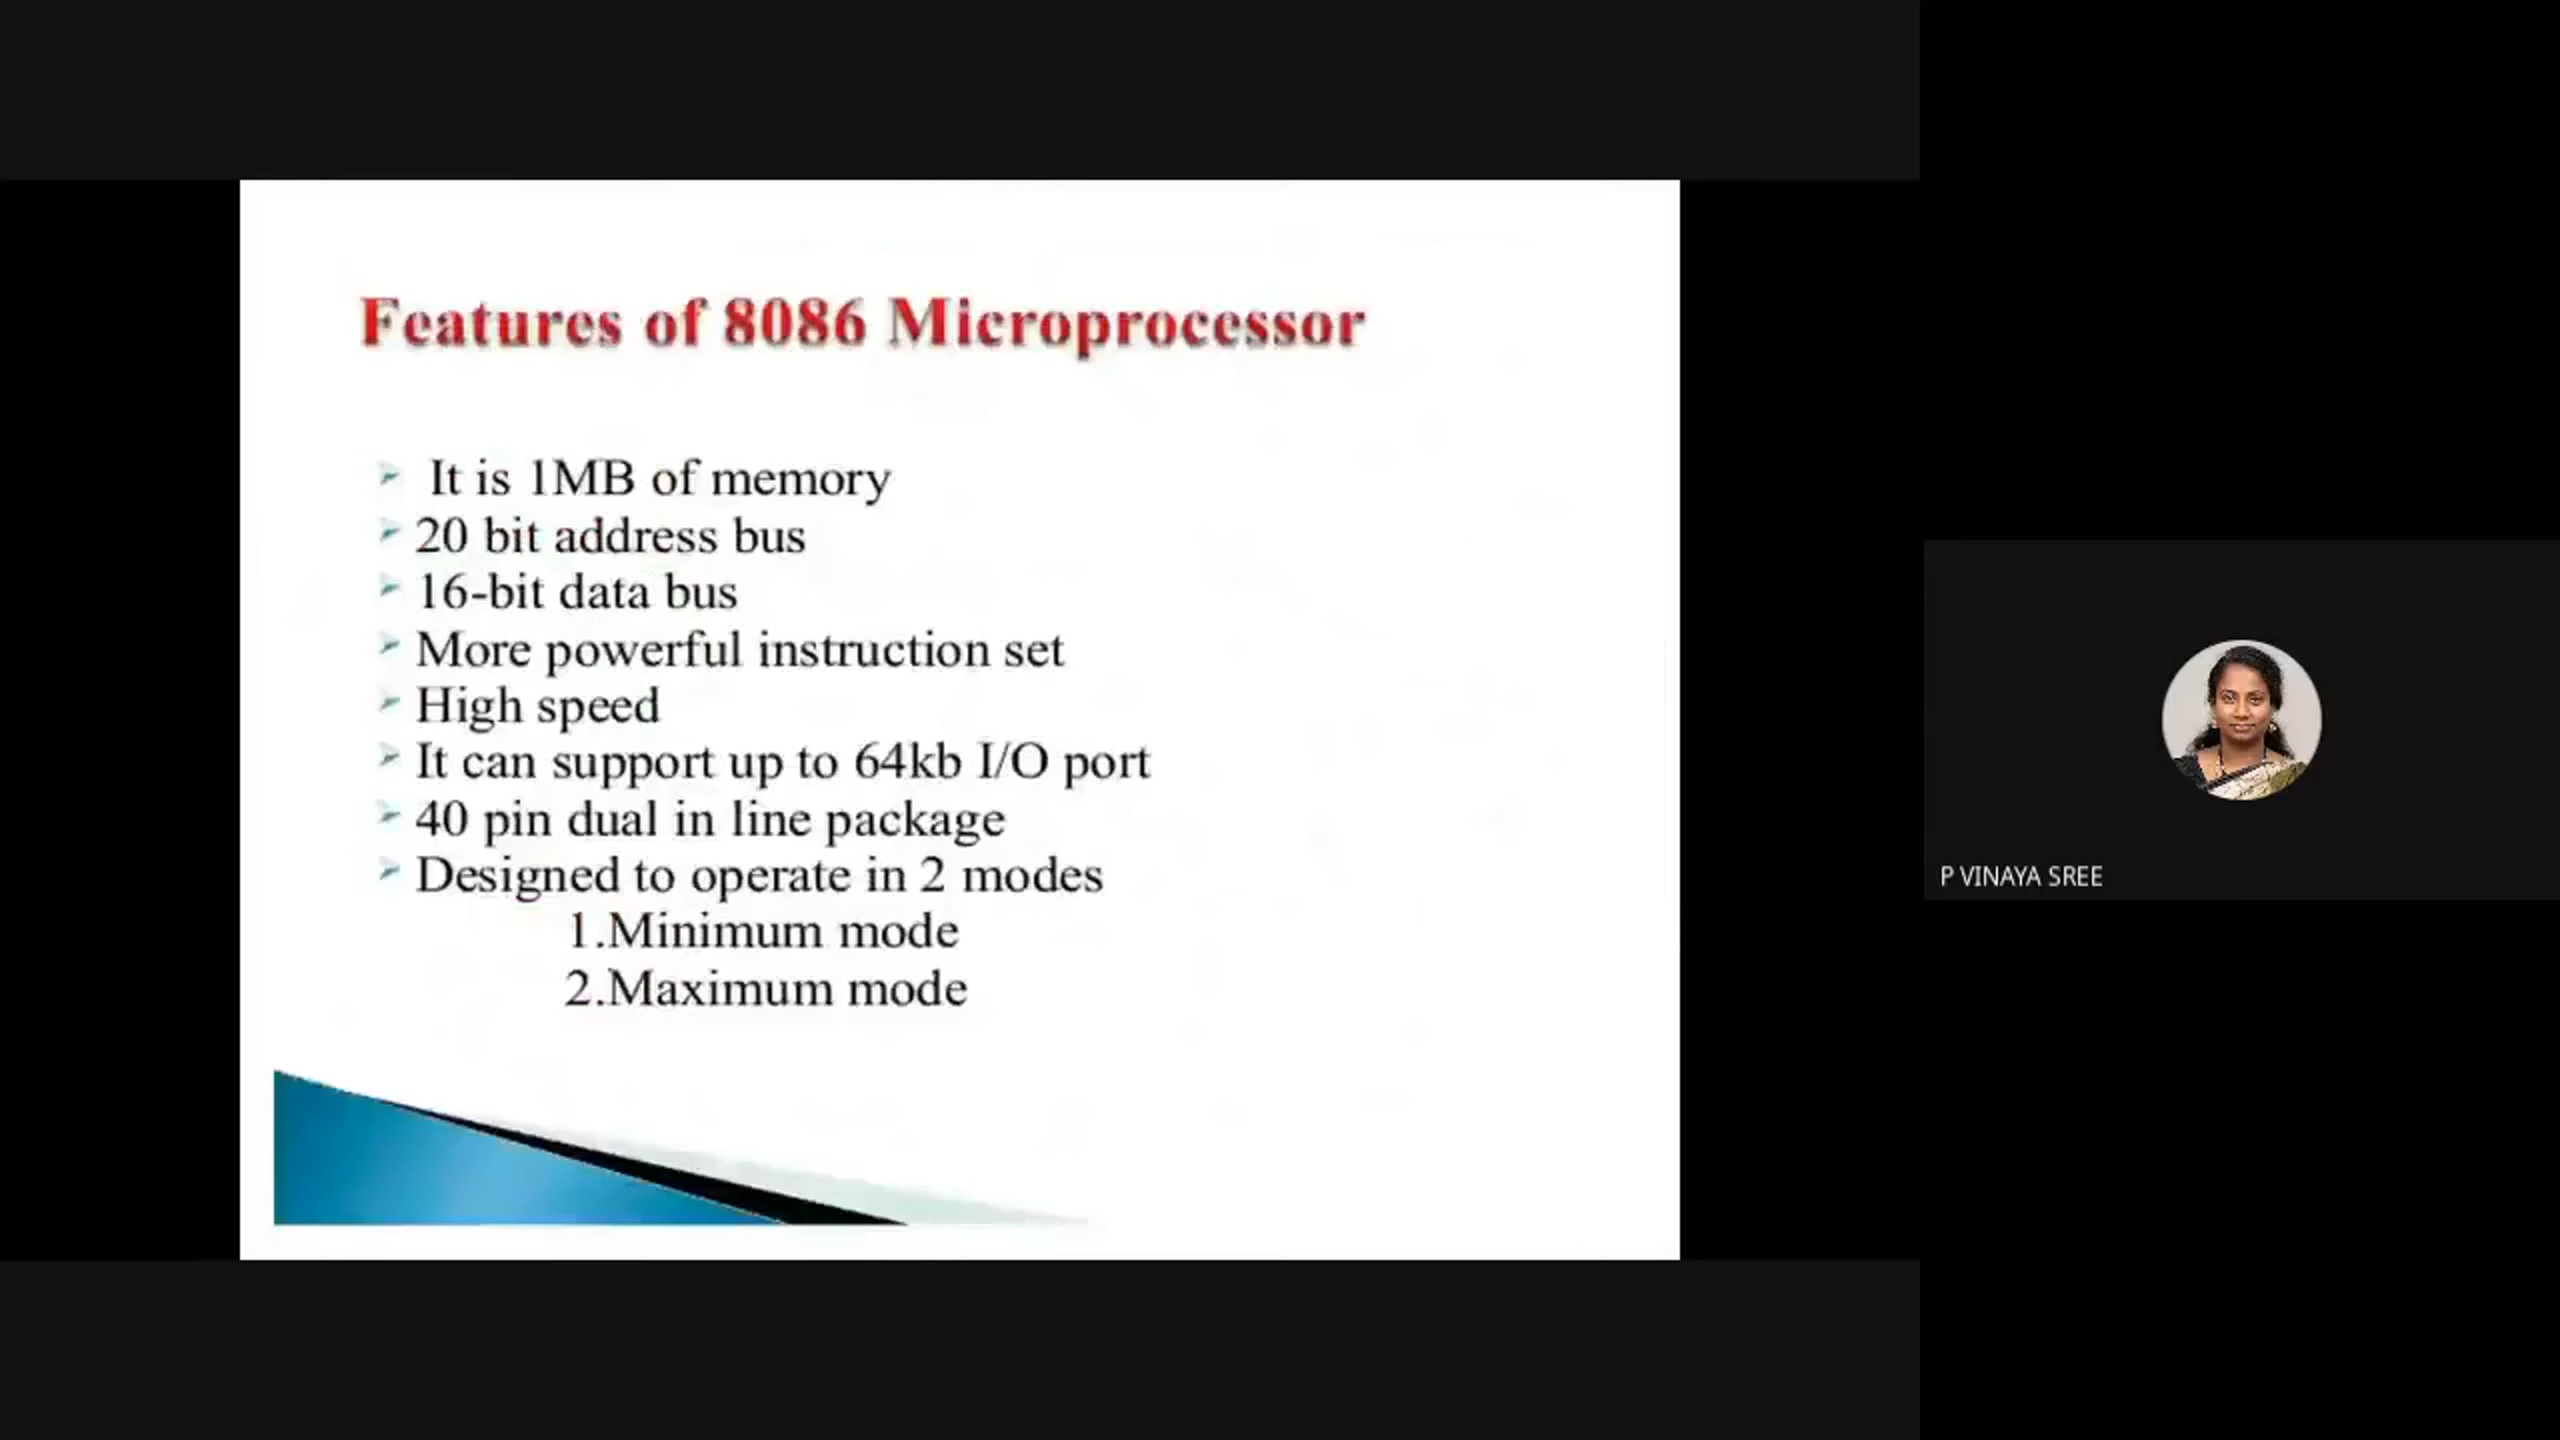 Features of 8086 Microprocessor
It is 1MB of memory
20 bit address bus
16-bit data bus
More powerful instruction set
High speed
It can support up to 64kb I/O port
40 pin dual in line package
Designed to operate in 2 modes
1.Minimum mode
2.Maximum mode
P VINAYA SREE